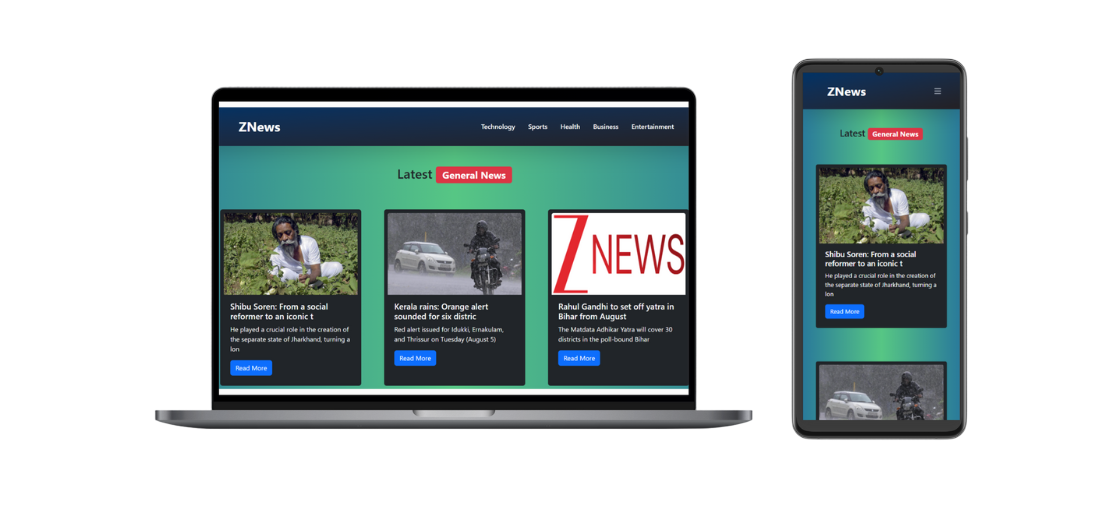 ZNews
Technology Sports Health Business Entertainment
Latest General News
Shibu Soren: From a social
reformer to an iconic t
He played a crucial role in the creation of
the separate state of Jharkhand, turning a
lon
Read More
Kerala rains: Orange alert
sounded for six distric
Red alert issued for Idukki, Ernakulam,
and Thrissur on Tuesday (August 5)
Read More
ZNEWS
Rahul Gandhi to set off yatra in
Bihar from August
The Matdata Adhikar Yatra will cover 30
districts in the poll-bound Bihar
Read More
ZNews
Latest General News
Shibu Soren: From a social
reformer to an iconic t
He played a crucial role in the creation of
the separate state of Jharkhand, turning a
lon
Read More